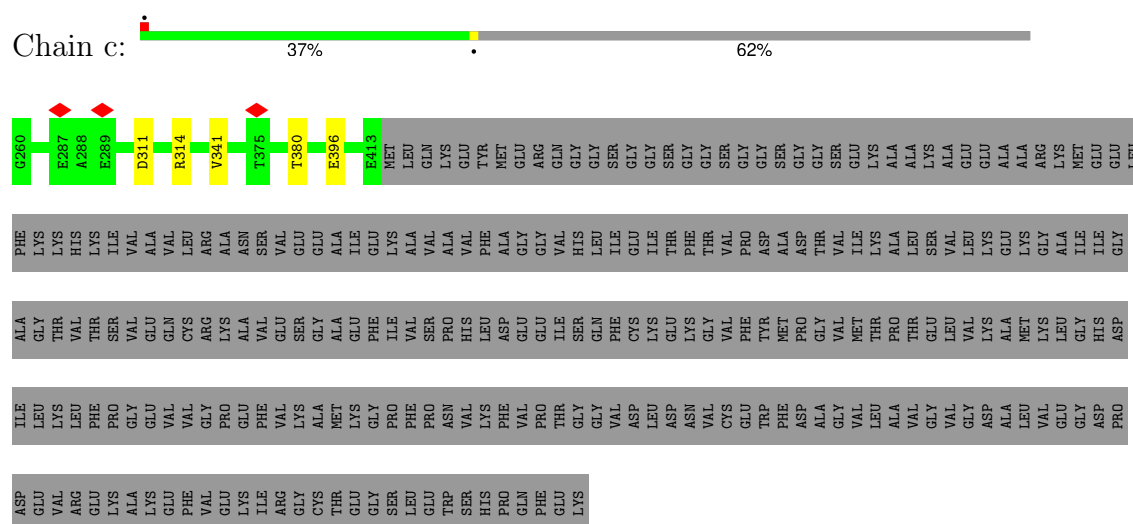 Chain c:
37%
62%
G260 E287 A288 E289 D311 R314 V341 T375 T380 E396 E413 MET LEU GLN LYS GLU TYR MET GLU ARG GLN GLY GLY SER GLY GLY SER GLY GLY SER GLY GLY SER GLY GLY SER GLU LYS ALA ALA LYS ALA GLU GLU ALA ALA ARG LYS MET GLU GLU LEU
PHE LYS LYS HIS LYS ILE VAL ALA VAL LEU ARG ALA ASN SER VAL GLU GLU ALA ILE GLU LYS ALA VAL ALA VAL PHE ALA GLY GLY VAL HIS LEU ILE GLU ILE THR PHE THR VAL PRO ASP ALA ASP THR VAL ILE LYS ALA LEU SER VAL LEU LYS GLU LYS GLY ALA ILE ILE GLY
ALA GLY THR VAL THR SER VAL GLU GLN CYS ARG LYS ALA VAL GLU SER GLY ALA GLU PHE ILE VAL SER PRO HIS LEU ASP GLU GLU ILE SER GLN PHE CYS LYS GLU LYS GLY VAL PHE TYR MET PRO GLY VAL MET THR PRO THR GLU LEU VAL LYS ALA MET LYS LEU GLY HIS ASP
ILE LEU LYS LEU PHE PRO GLY GLU VAL VAL GLY PRO GLU PHE VAL LYS ALA MET LYS GLY PRO PHE PRO ASN VAL LYS PHE VAL PRO THR GLY GLY VAL ASP LEU ASP ASN VAL CYS GLU TRP PHE ASP ALA GLY VAL LEU ALA VAL GLY VAL GLY ASP ALA LEU VAL GLU GLY ASP PRO
ASP GLU VAL ARG GLU LYS ALA LYS GLU PHE VAL GLU LYS ILE ARG GLY CYS THR GLU GLY SER LEU GLU TRP SER HIS PRO GLN PHE GLU LYS